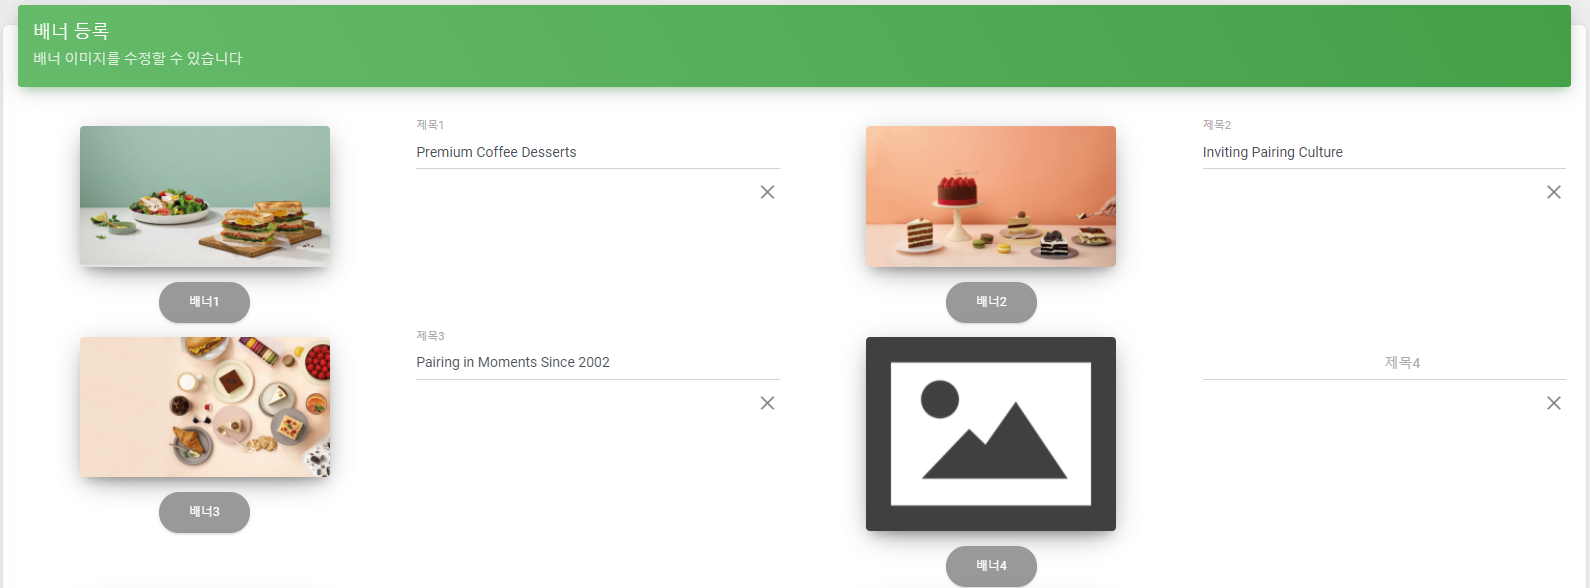 배너 등록
배너 이미지를 수정할 수 있습니다
제목1
Premium Coffee Desserts
배너1
제목2
Inviting Pairing Culture
배너2
제목3
Pairing in Moments Since 2002
배너3
제목4
배너4